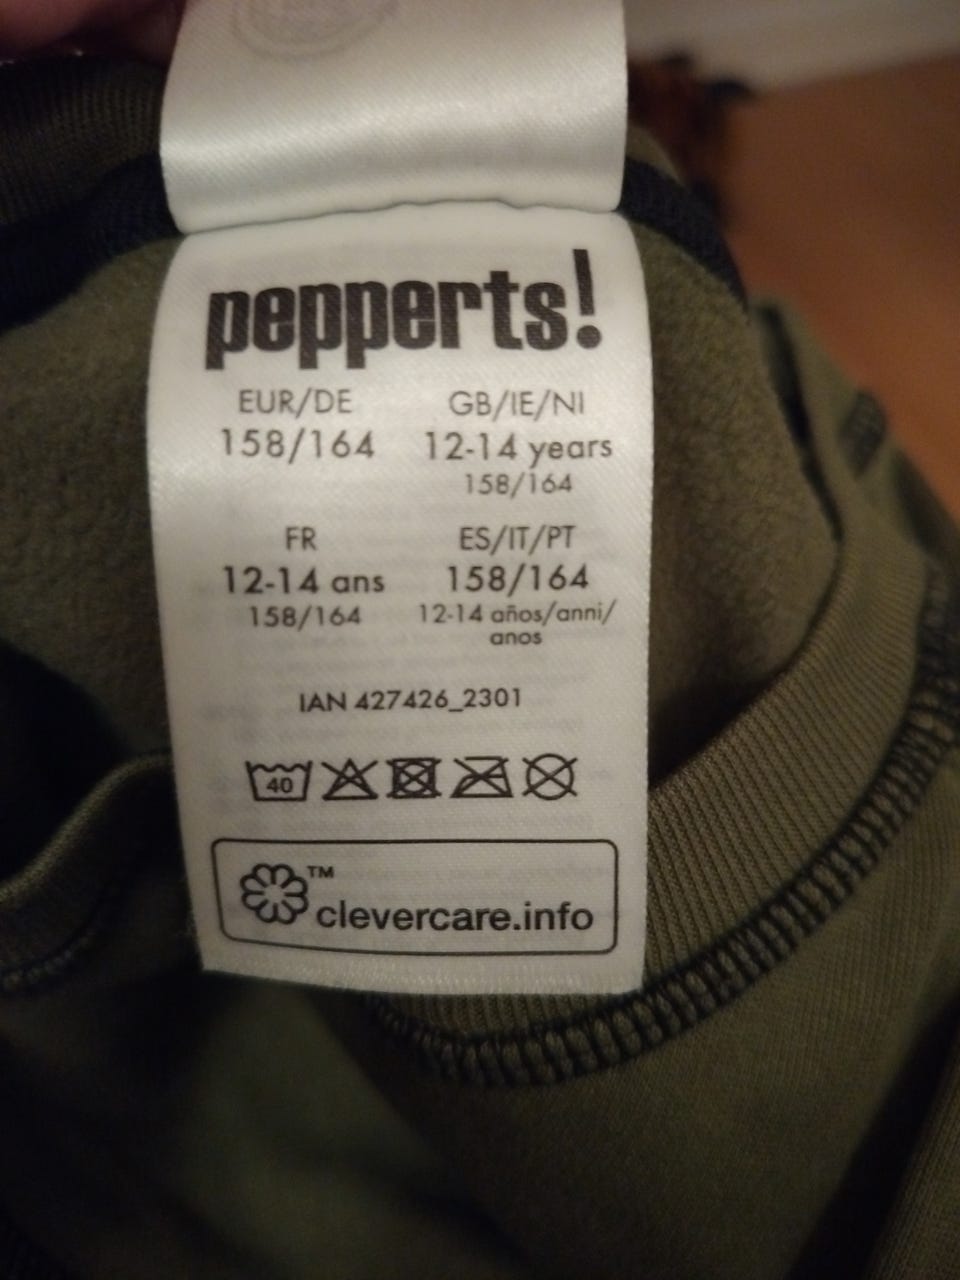 pepperts!
EUR/DE
158/164
GB/IE/NI
12-14 years
158/164
FR
12-14 ans
158/164
ES/IT/PT
158/164
12-14 años/anni/
anos
IAN 427426_2301
40
™
clevercare.info